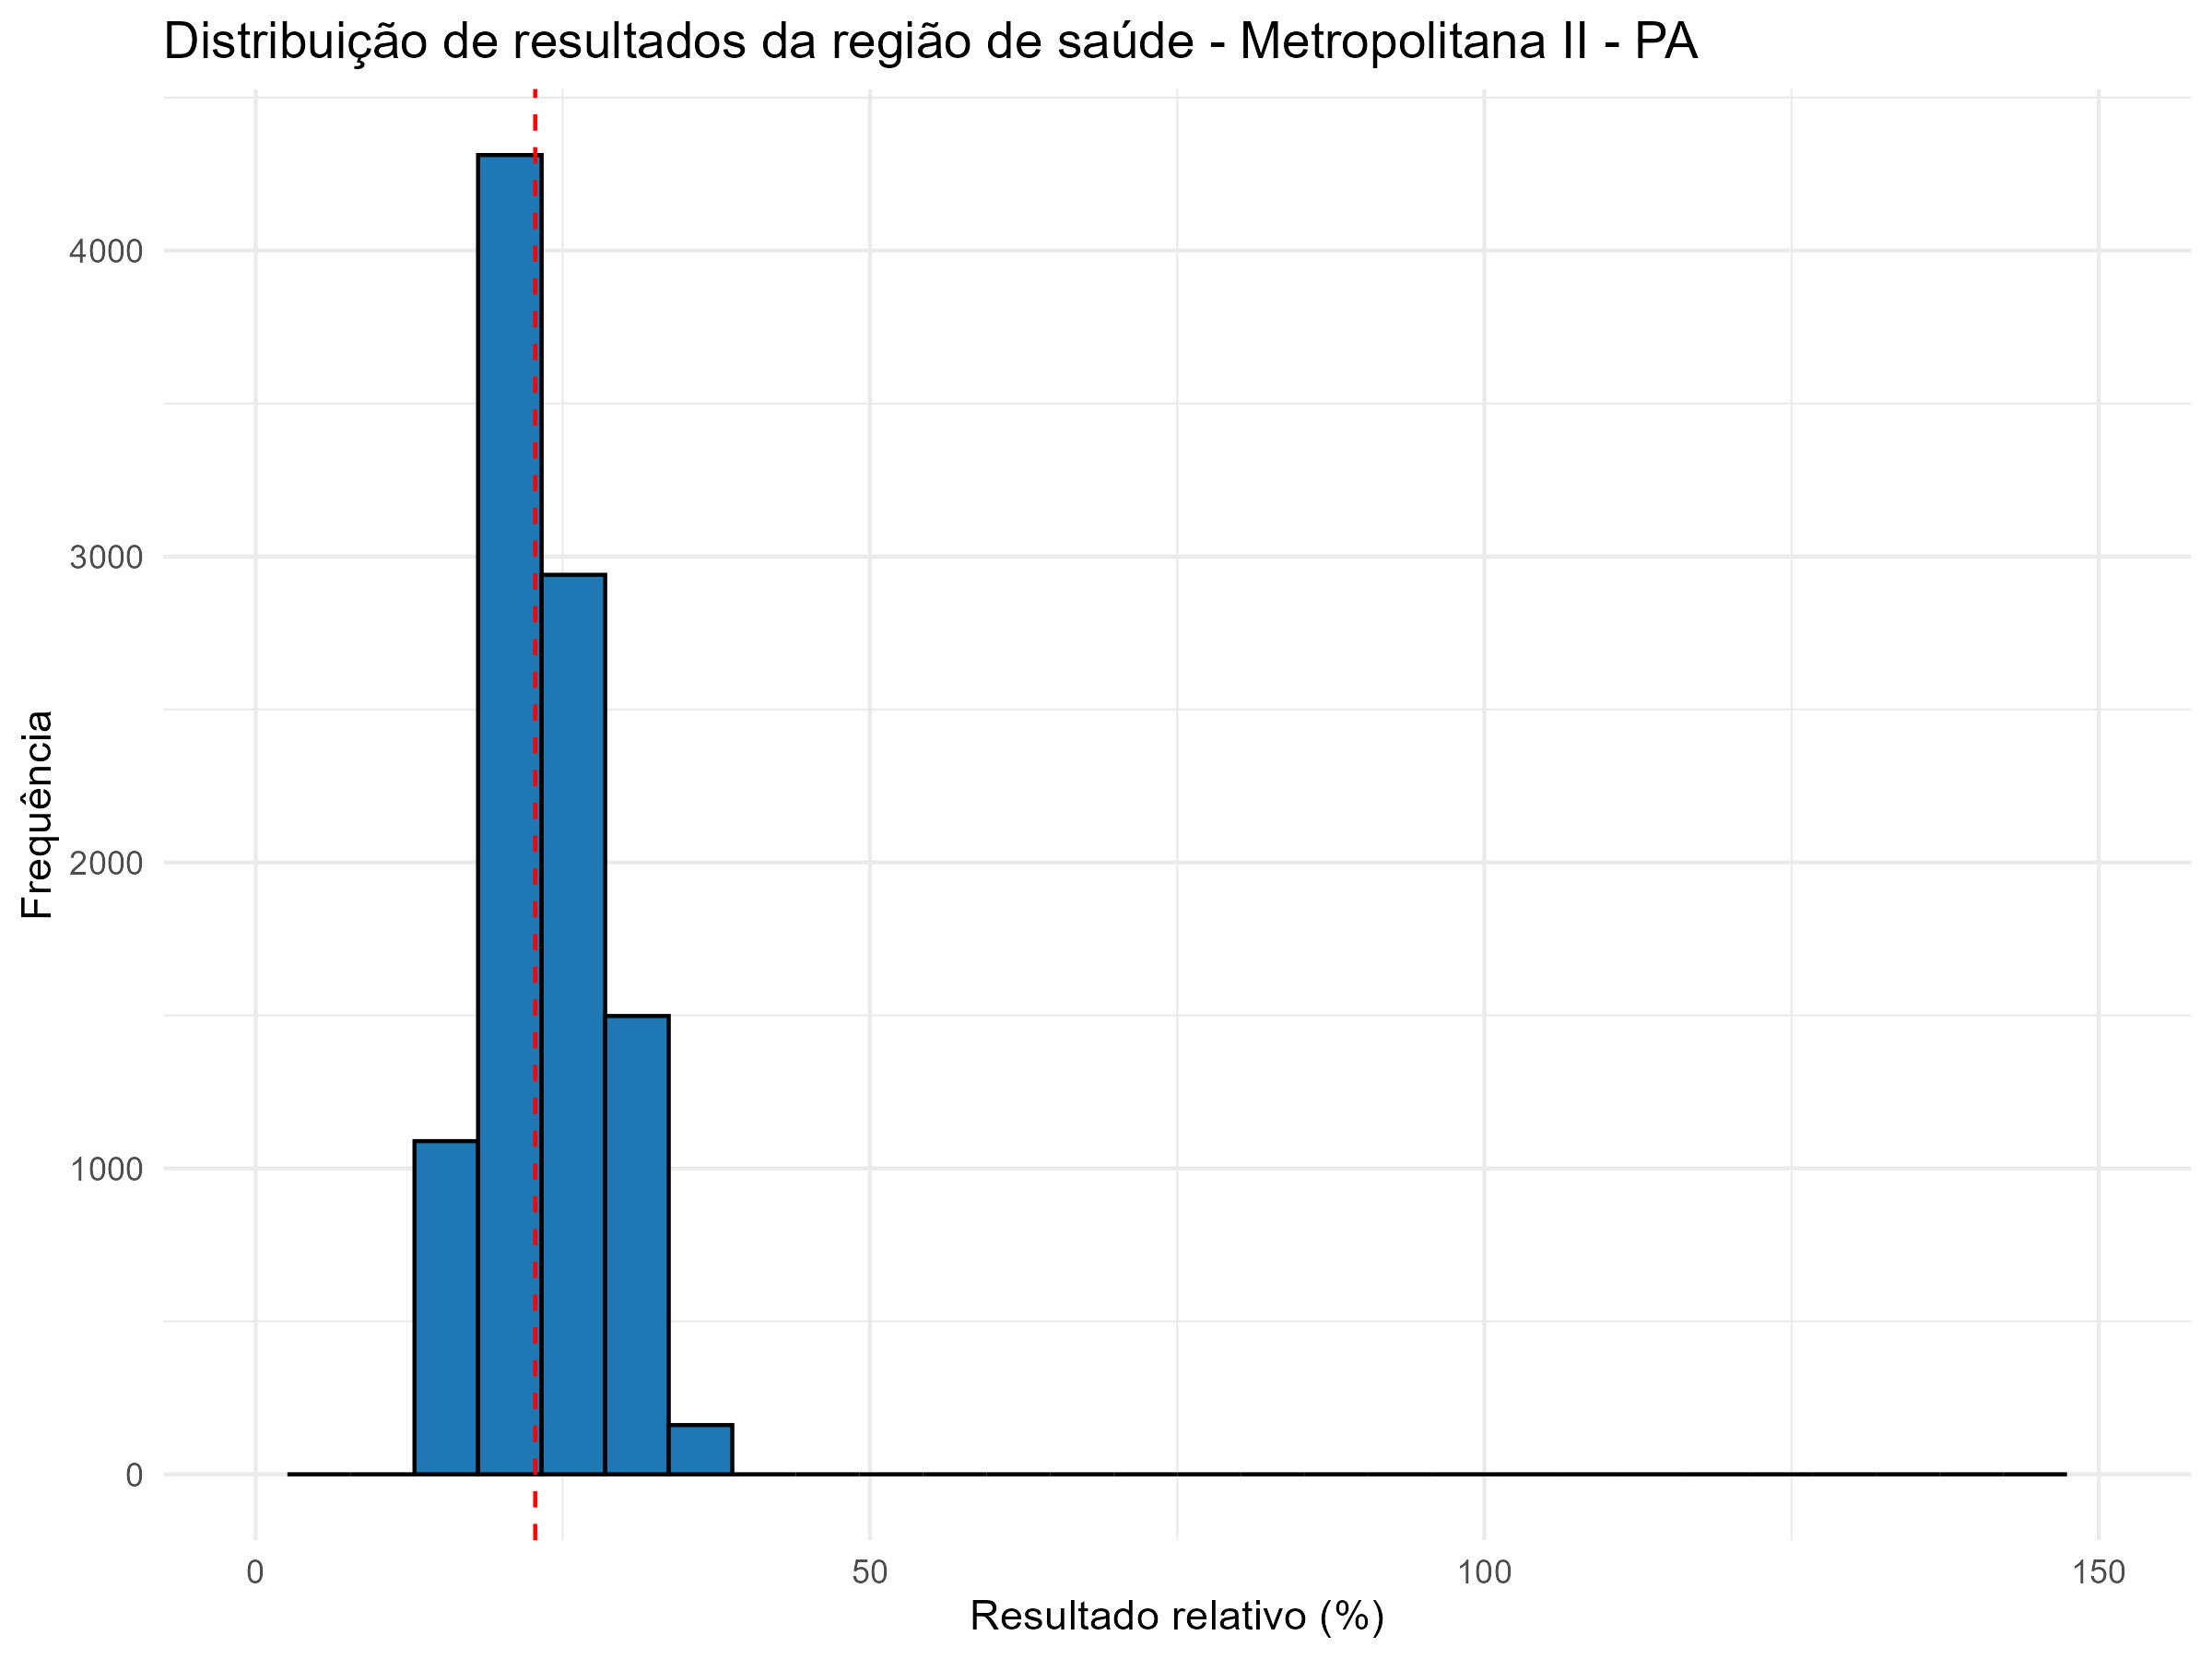 Distribuição de resultados da região de saúde - Metropolitana II - PA
Frequência
4000
3000
2000
1000
0
0 50 100 150
Resultado relativo (%)